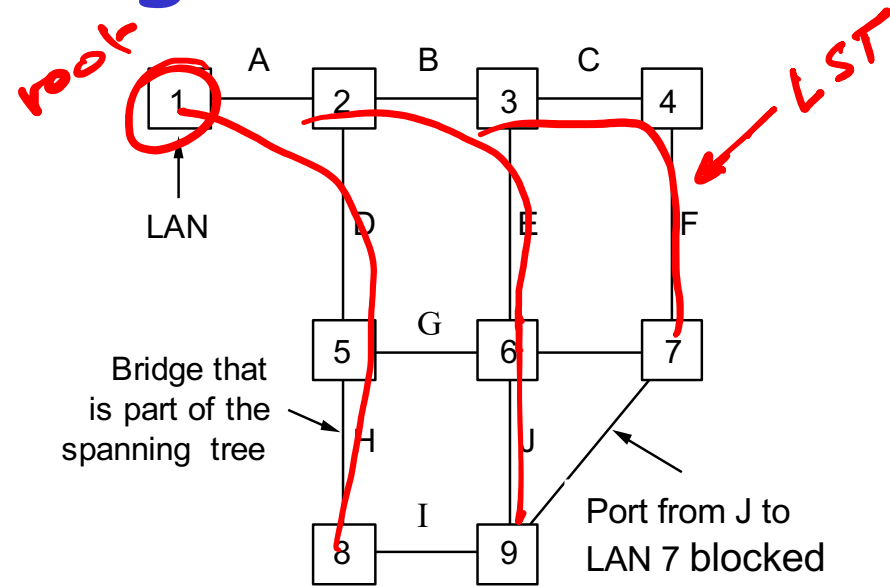 root
A B C
1 2 3 4
LST
LAN
D E F
G
5 6 7
Bridge that
is part of the
spanning tree
H J
I
8 9
Port from J to
LAN 7 blocked